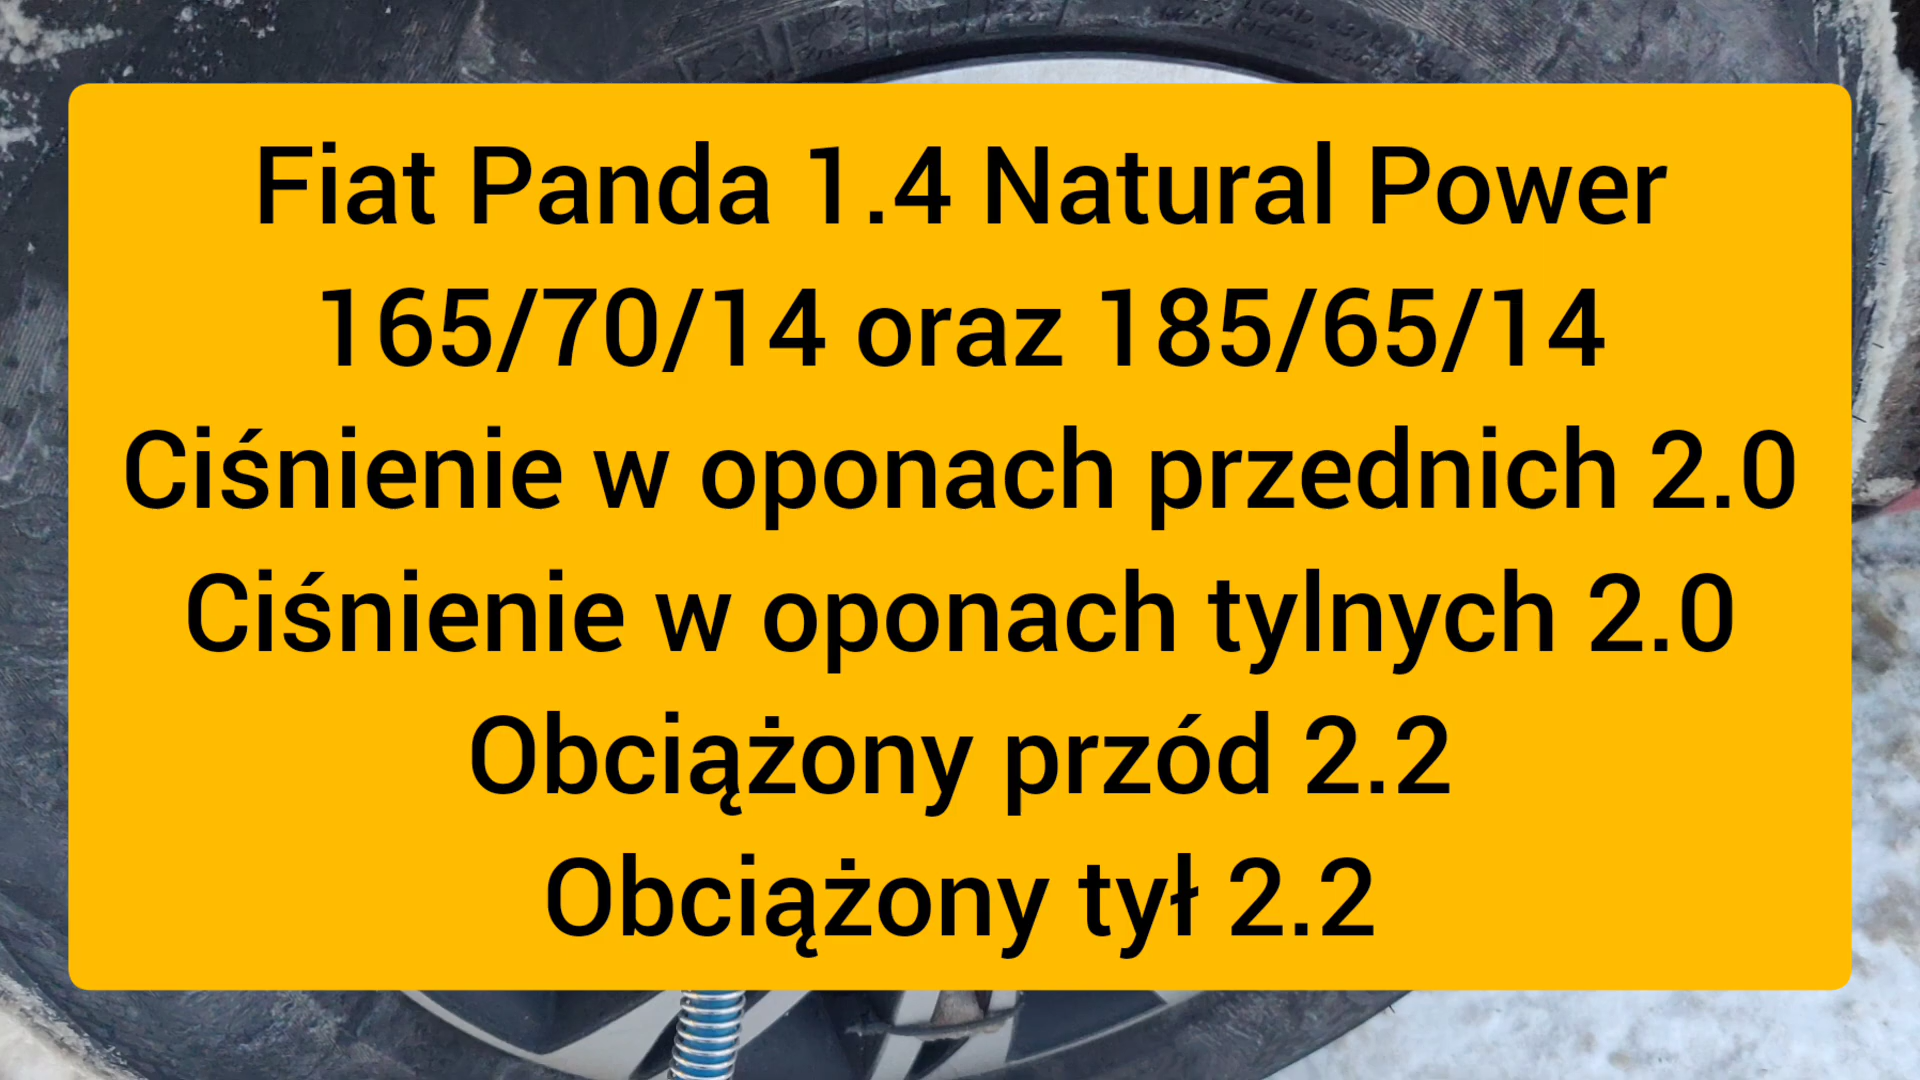 Fiat Panda 1.4 Natural Power
165/70/14 oraz 185/65/14
Ciśnienie w oponach przednich 2.0
Ciśnienie w oponach tylnych 2.0
Obciążony przód 2.2
Obciążony tył 2.2